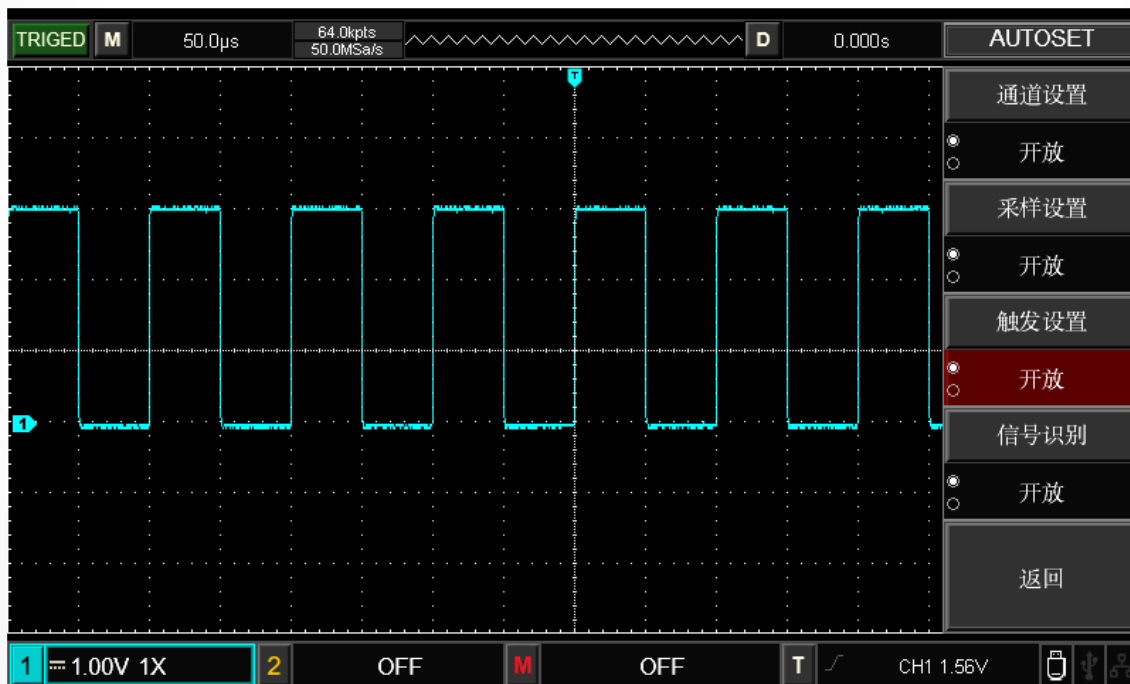 TRIGED M 50.0μs 64.0kpts D 0.000s AUTOSET
50.0MSa/s
T
通道设置
开放
采样设置
开放
触发设置
开放
1
信号识别
开放
返回
1 1.00V 1X 2 OFF M OFF T CH1 1.56V